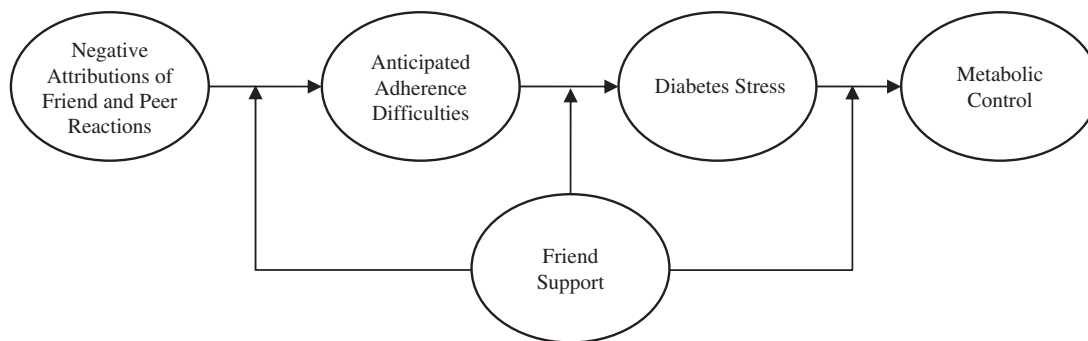 Negative
Attributions of
Friend and Peer
Reactions
Anticipated
Adherence
Difficulties
Diabetes Stress
Metabolic
Control
Friend
Support